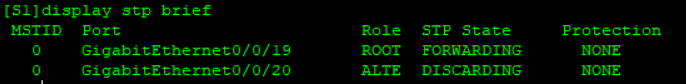 [S1]display stp brief
MSTID Port Role STP State Protection
0 GigabitEthernet0/0/19 ROOT FORWARDING NONE
0 GigabitEthernet0/0/20 ALTE DISCARDING NONE